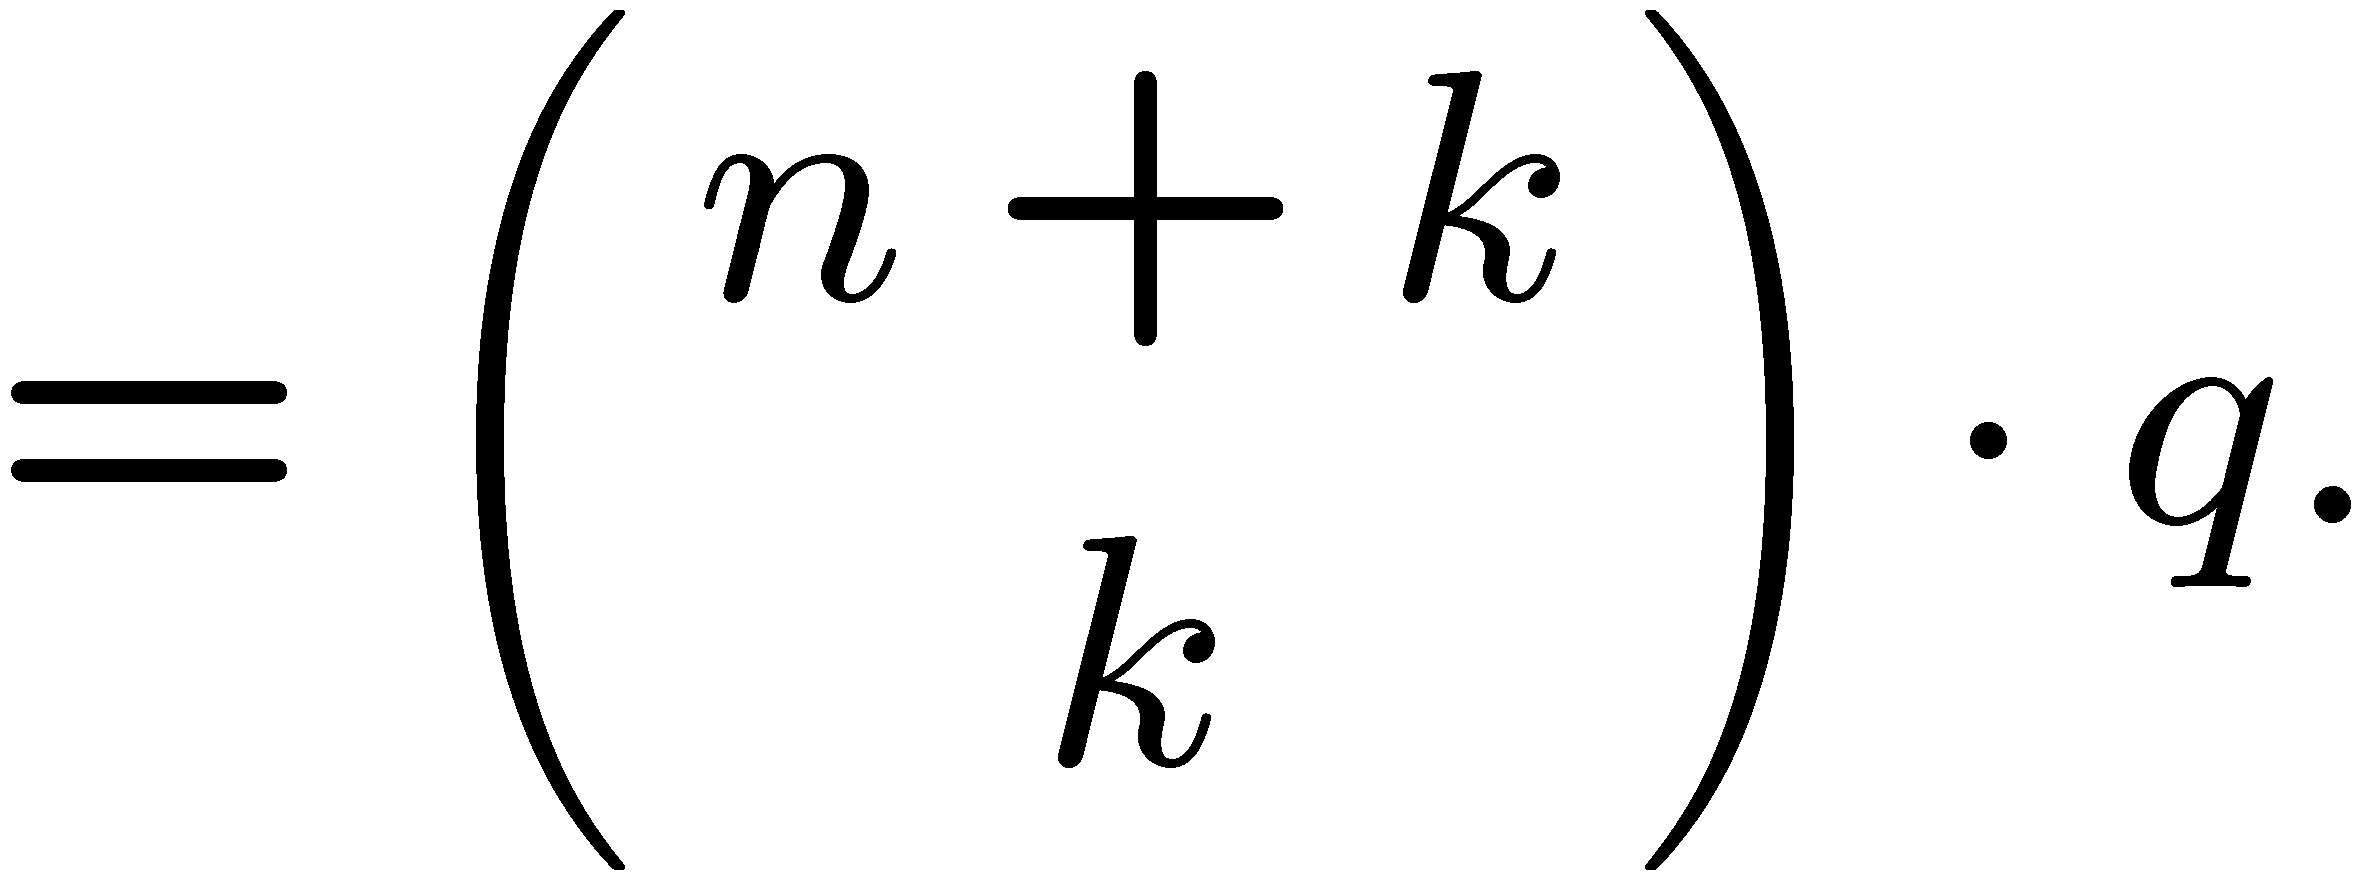 = \binom{n + k}{k} \cdot q.